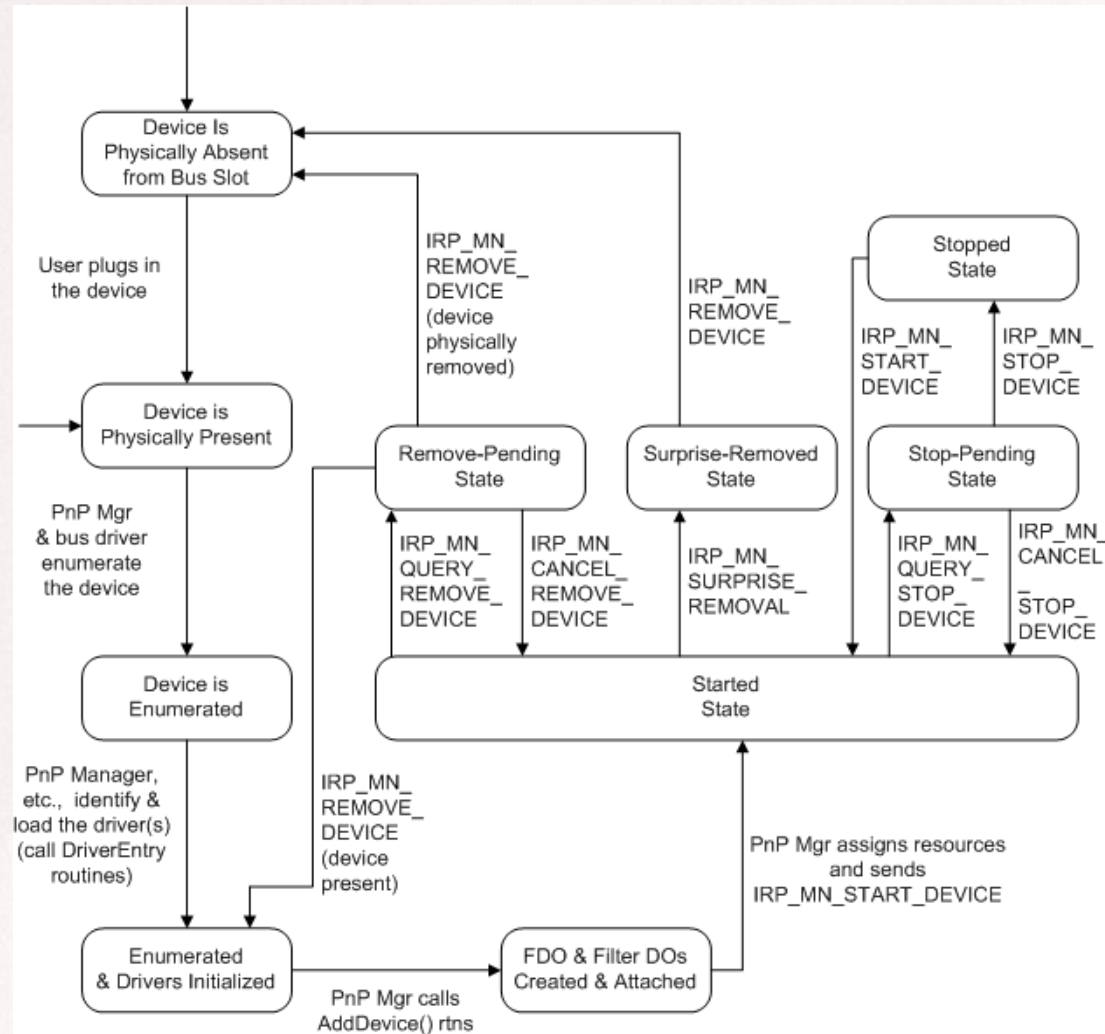 Device Is
Physically Absent
from Bus Slot
User plugs in
the device
IRP_MN_
REMOVE_
DEVICE
(device
physically
removed)
IRP_MN_
REMOVE_
DEVICE
Stopped
State
IRP_MN_
START_
DEVICE
IRP_MN_
STOP_
DEVICE
Device is
Physically Present
Remove-Pending
State
Surprise-Removed
State
Stop-Pending
State
PnP Mgr
& bus driver
enumerate
the device
IRP_MN_
QUERY_
REMOVE_
DEVICE
IRP_MN_
CANCEL_
REMOVE_
DEVICE
IRP_MN_
SURPRISE_
REMOVAL
IRP_MN_
QUERY_
STOP_
DEVICE
IRP_MN_
CANCEL
_
STOP_
DEVICE
Device is
Enumerated
Started
State
PnP Manager,
etc., identify &
load the driver(s)
(call DriverEntry
routines)
IRP_MN_
REMOVE_
DEVICE
(device
present)
PnP Mgr assigns resources
and sends
IRP_MN_START_DEVICE
Enumerated
& Drivers Initialized
PnP Mgr calls
AddDevice() rtns
FDO & Filter DOs
Created & Attached